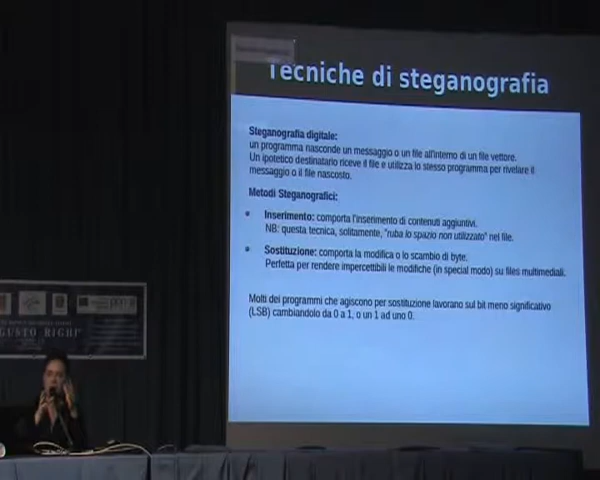 Tecniche di steganografia
Steganografia digitale:
un programma nasconde un messaggio o un file all'interno di un file vettore.
Un ipotetico destinatario riceve il file e utilizza lo stesso programma per rivelare il
messaggio o il file nascosto.
Metodi Steganografici:
• Inserimento: comporta l'inserimento di contenuti aggiuntivi.
NB: questa tecnica, solitamente, "ruba lo spazio non utilizzato" nel file.
• Sostituzione: comporta la modifica o lo scambio di byte.
Perfetta per rendere impercettibili le modifiche (in special modo) su files multimediali.
Molti dei programmi che agiscono per sostituzione lavorano sul bit meno significativo
(LSB) cambiandolo da 0 a 1, o un 1 ad uno 0.
GUSTO RIGHI"